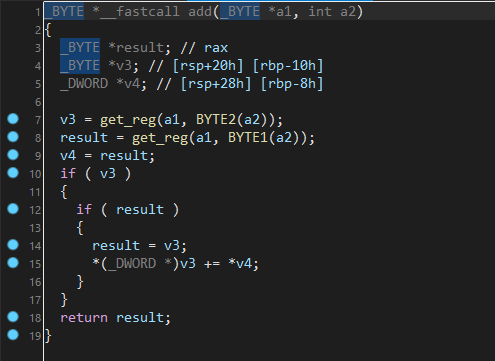 1 _BYTE *__fastcall add(_BYTE *a1, int a2)
2 {
3   _BYTE *result; // rax
4   _BYTE *v3; // [rsp+20h] [rbp-10h]
5   _DWORD *v4; // [rsp+28h] [rbp-8h]
6
7   v3 = get_reg(a1, BYTE2(a2));
8   result = get_reg(a1, BYTE1(a2));
9   v4 = result;
10   if ( v3 )
11   {
12     if ( result )
13     {
14       result = v3;
15       *(_DWORD *)v3 += *v4;
16     }
17   }
18   return result;
19 }